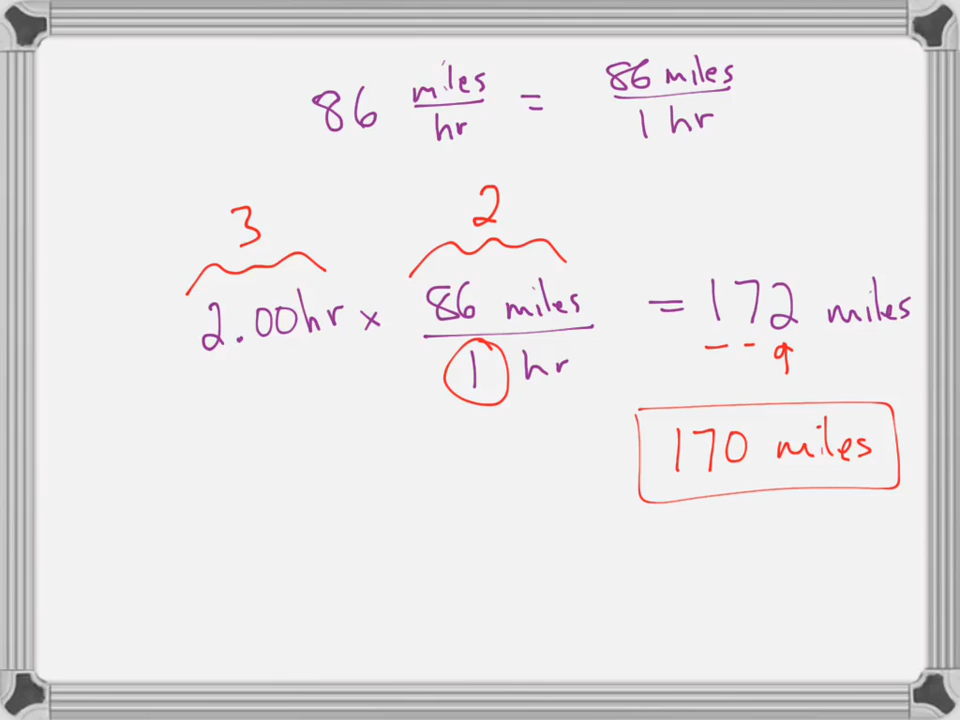 86 miles/hr = 86 miles/1 hr
3 2
2.00hr × 86 miles/1 hr = 172 miles
170 miles